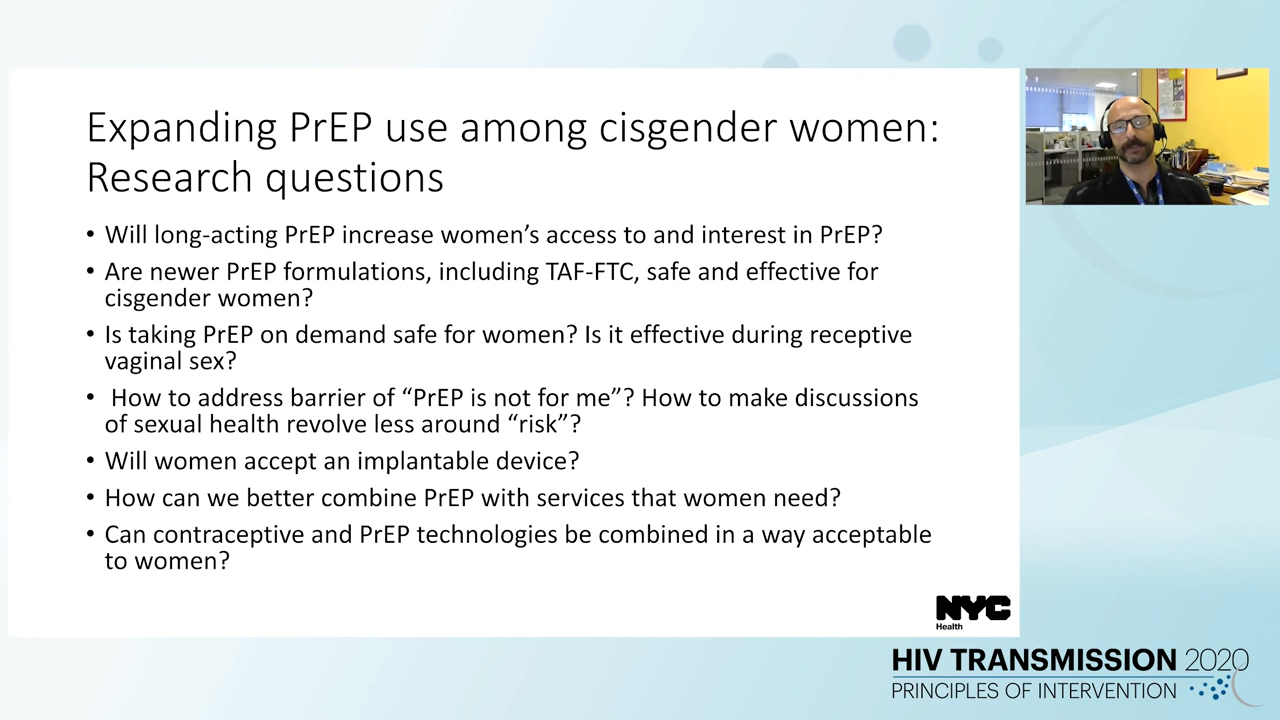 Expanding PrEP use among cisgender women:
Research questions
• Will long-acting PrEP increase women’s access to and interest in PrEP?
• Are newer PrEP formulations, including TAF-FTC, safe and effective for
cisgender women?
• Is taking PrEP on demand safe for women? Is it effective during receptive
vaginal sex?
• How to address barrier of “PrEP is not for me”? How to make discussions
of sexual health revolve less around “risk”?
• Will women accept an implantable device?
• How can we better combine PrEP with services that women need?
• Can contraceptive and PrEP technologies be combined in a way acceptable
to women?
NYC
Health
HIV TRANSMISSION 2020
PRINCIPLES OF INTERVENTION